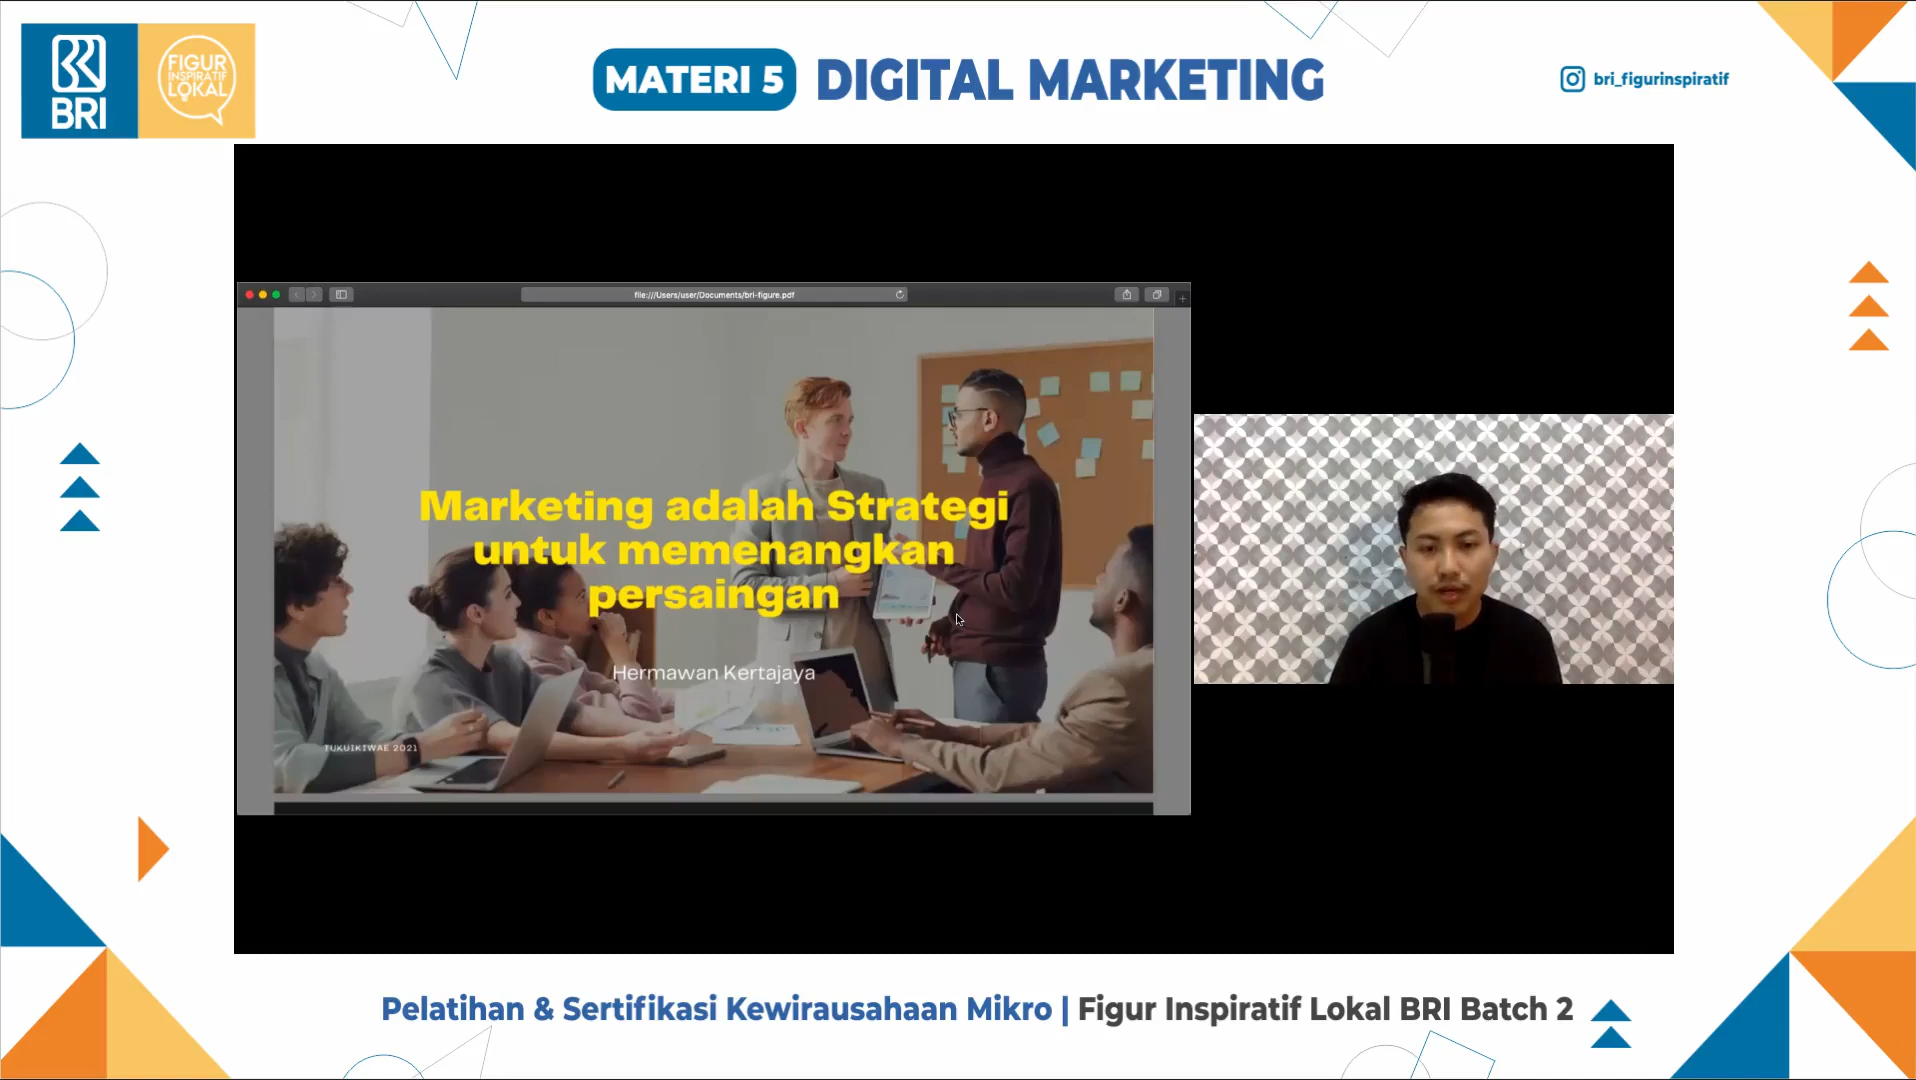 BRI
FIGUR
INSPIRATIF
LOKAL
MATERI 5 DIGITAL MARKETING
bri_figurinspiratif
file:///Users/user/Documents/bri-figure.pdf
Marketing adalah Strategi
untuk memenangkan
persaingan
Hermawan Kertajaya
TUKUIKIWAE 2021
Pelatihan & Sertifikasi Kewirausahaan Mikro | Figur Inspiratif Lokal BRI Batch 2